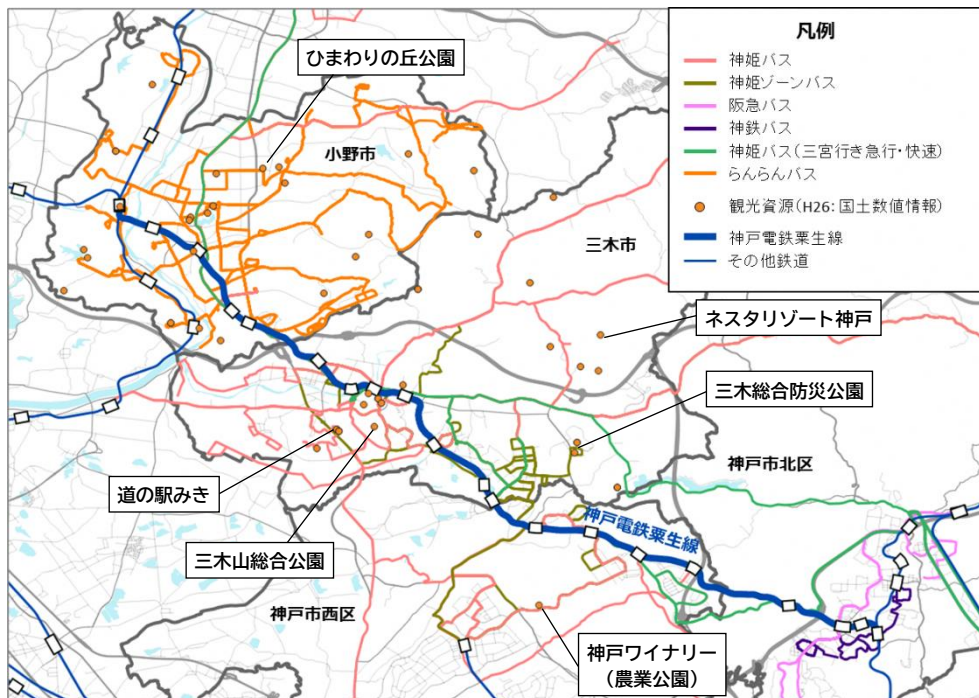 凡例
神姫バス
神姫ゾーンバス
阪急バス
神鉄バス
神姫バス(三宮行き急行・快速)
らんらんバス
観光資源(H26:国土数値情報)
神戸電鉄粟生線
その他鉄道
ひまわりの丘公園
小野市
三木市
ネスタリゾート神戸
三木総合防災公園
神戸市北区
道の駅みき
神戸電鉄粟生線
三木山総合公園
神戸市西区
神戸ワイナリー
(農業公園)